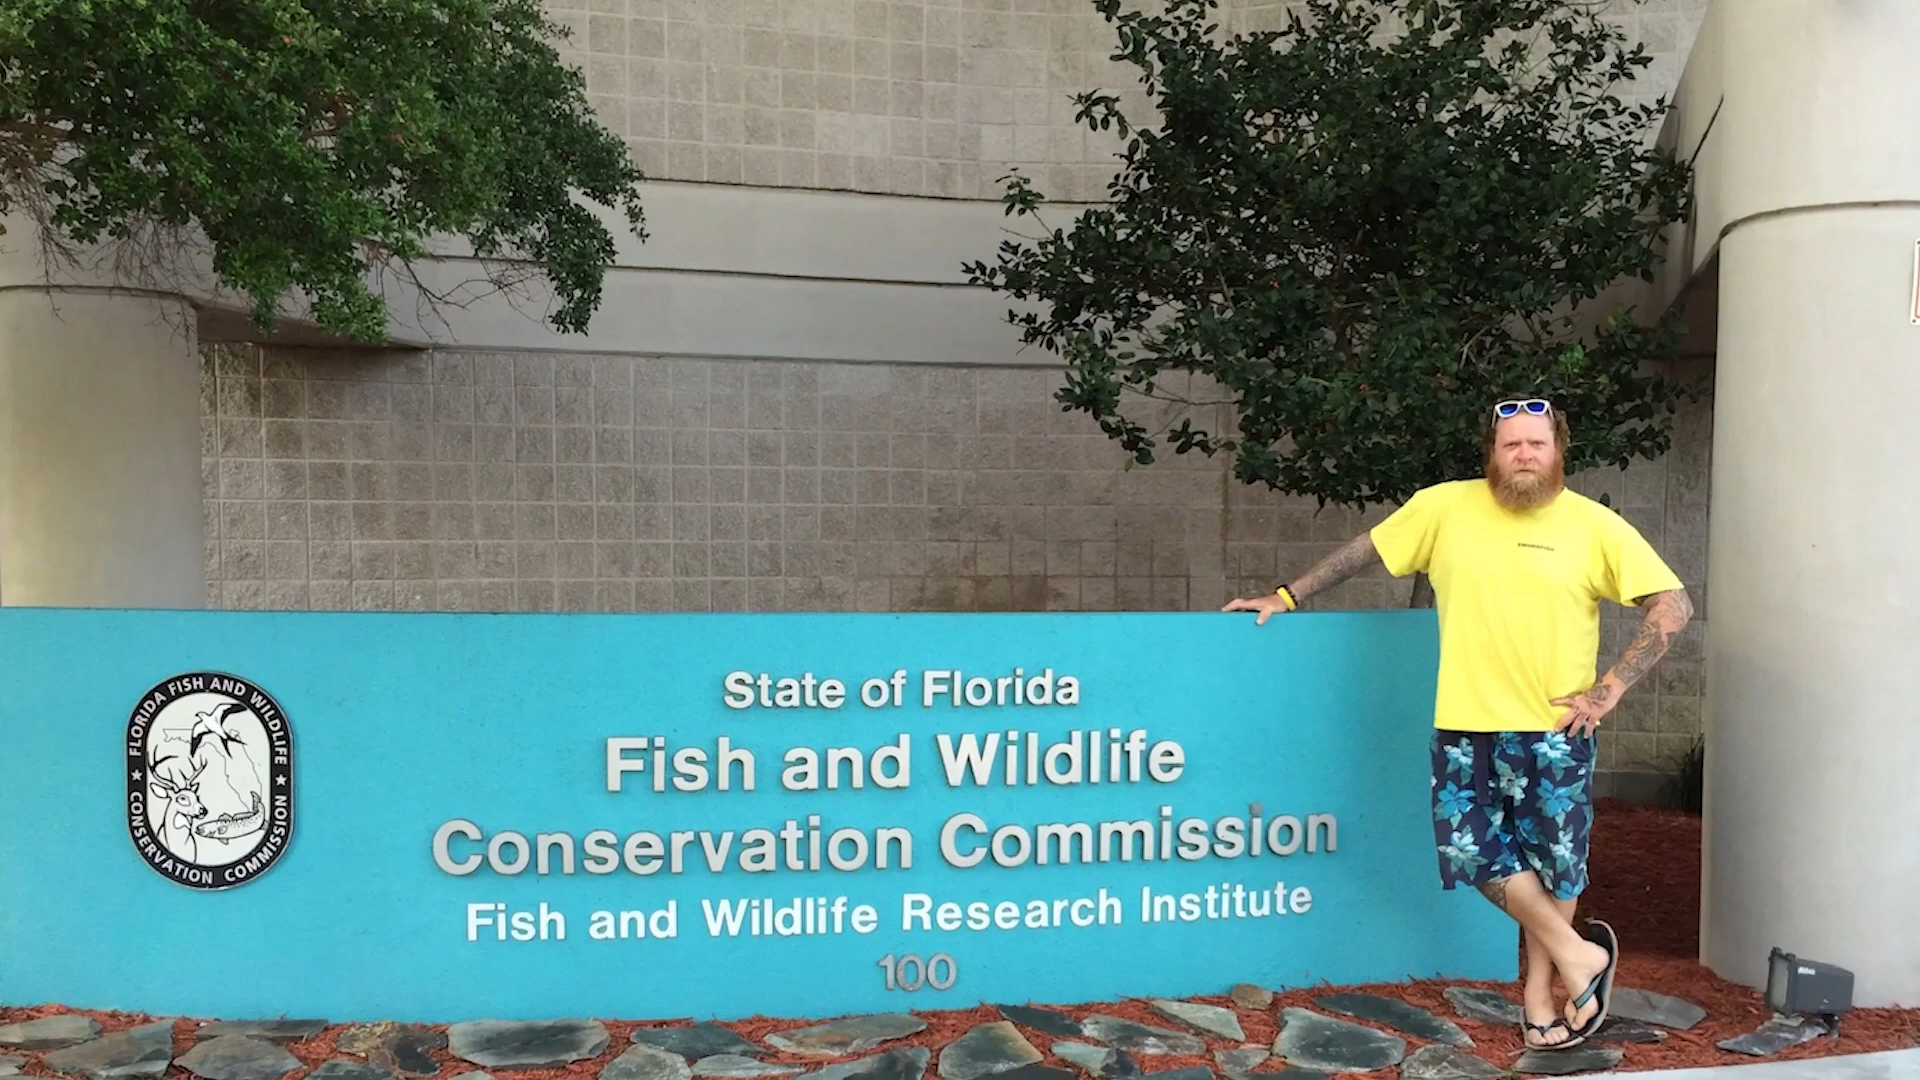 State of Florida
Fish and Wildlife
Conservation Commission
Fish and Wildlife Research Institute
100
FLORIDA FISH AND WILDLIFE
CONSERVATION COMMISSION